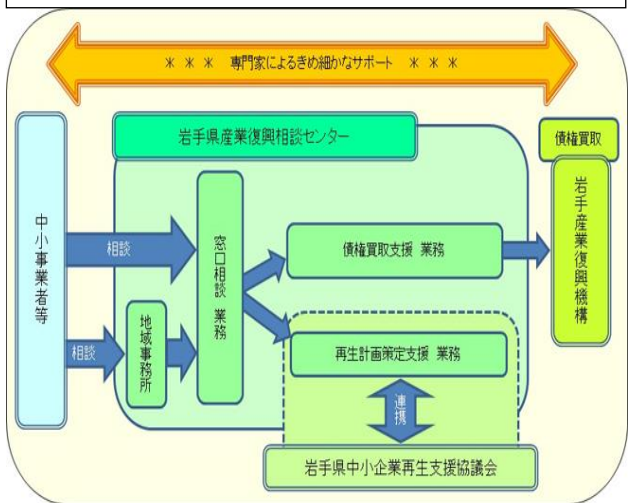 ＊ ＊ ＊ 専門家によるきめ細かなサポート ＊ ＊ ＊
岩手県産業復興相談センター
債権買取
中小事業者等
相談
相談
地域事務所
窓口相談 業務
債権買取支援 業務
再生計画策定支援 業務
連携
岩手県中小企業再生支援協議会
岩手産業復興機構